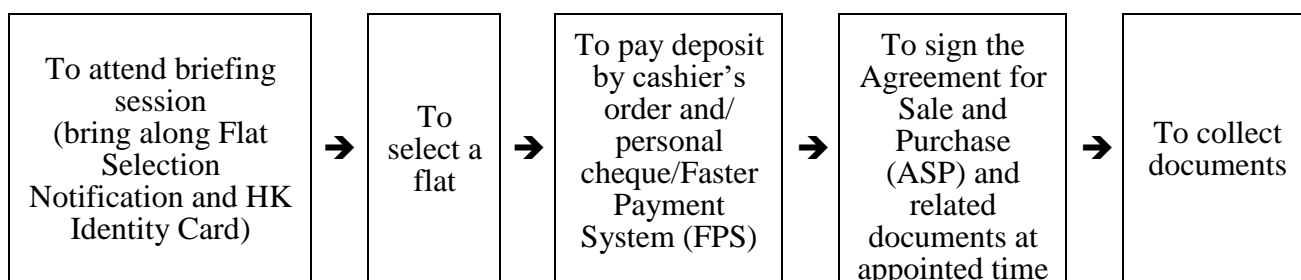 To attend briefing
session
(bring along Flat
Selection
Notification and HK
Identity Card)
➔
To
select a
flat
➔
To pay deposit
by cashier’s
order and/
personal
cheque/Faster
Payment
System (FPS)
➔
To sign the
Agreement for
Sale and
Purchase
(ASP) and
related
documents at
appointed time
➔
To collect
documents